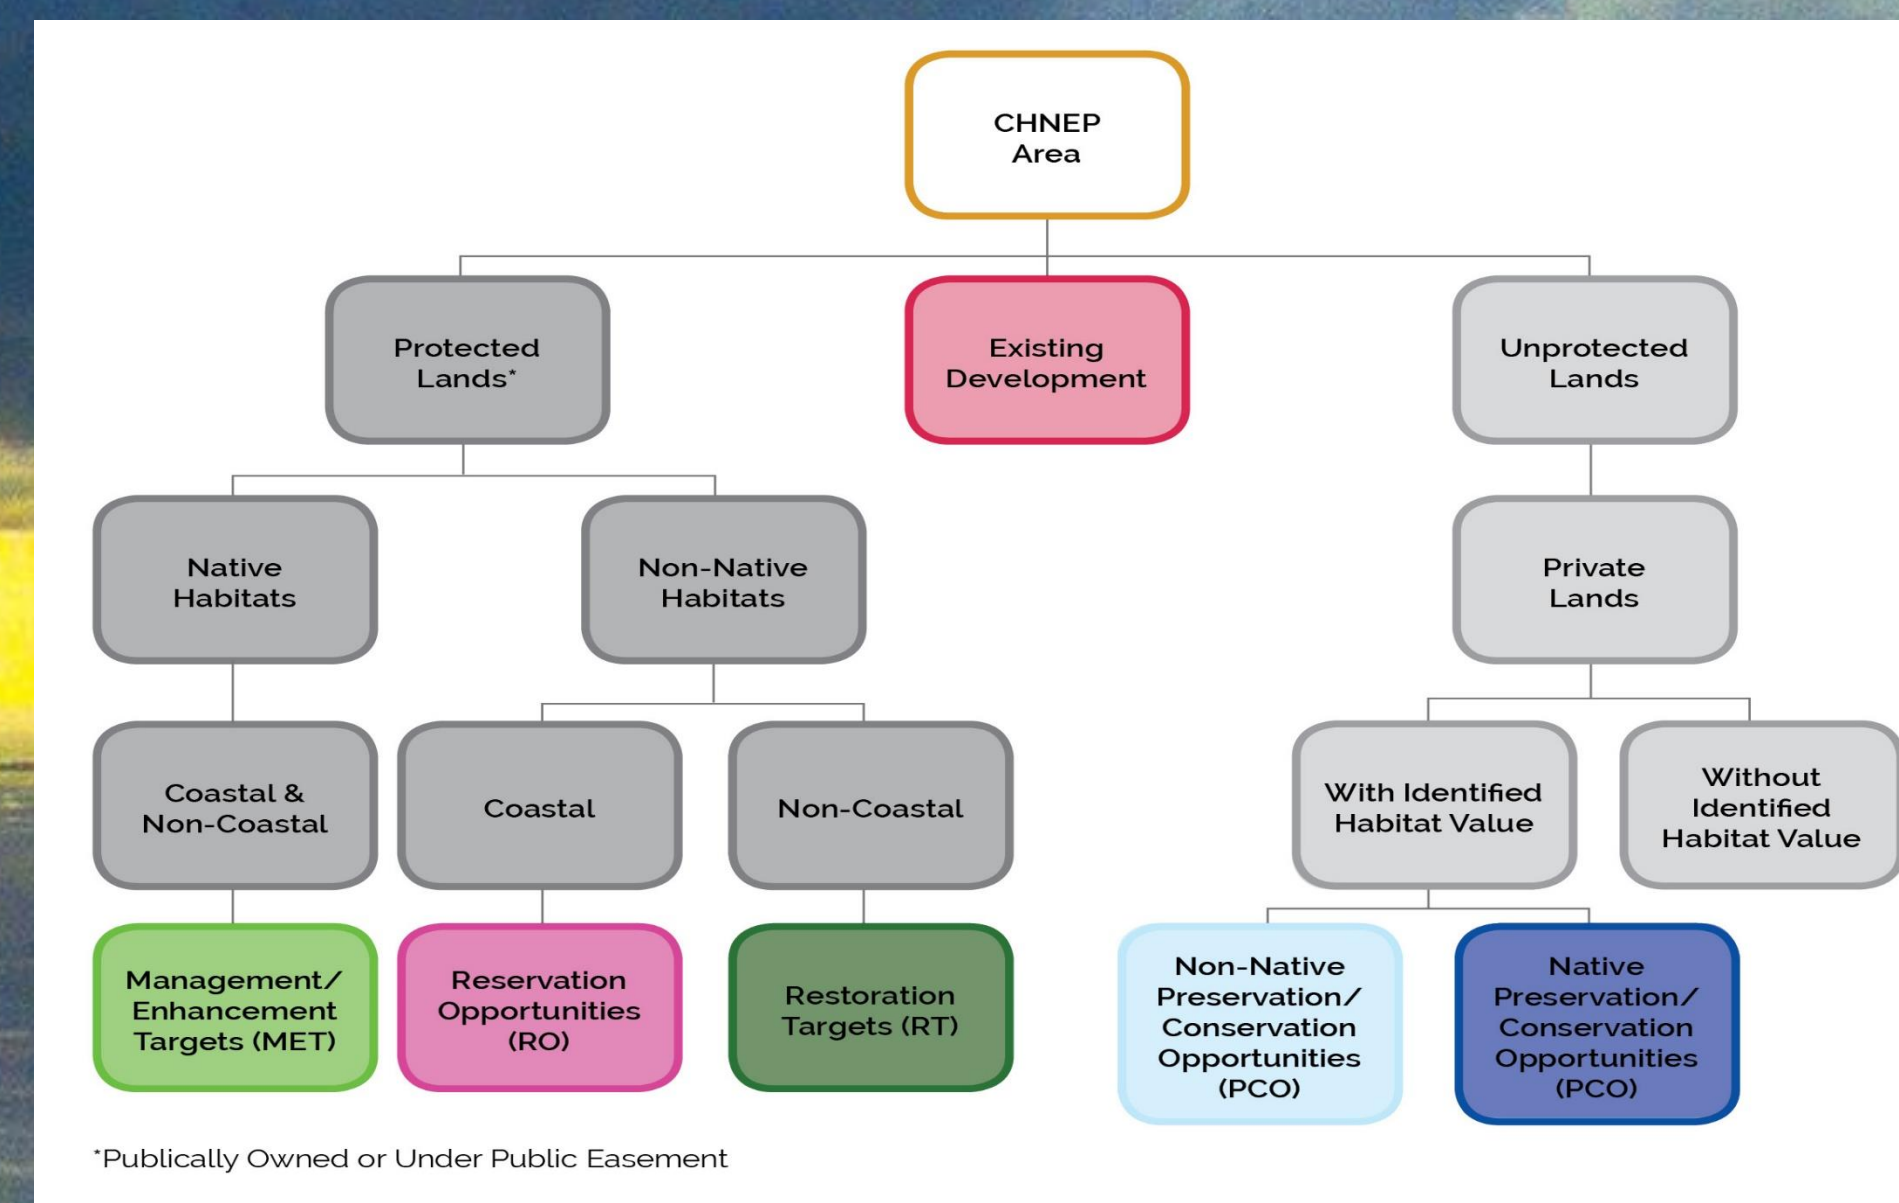 CHNEP
Area
Protected
Lands*
Existing
Development
Unprotected
Lands
Native
Habitats
Non-Native
Habitats
Private
Lands
Coastal &
Non-Coastal
Coastal
Non-Coastal
With Identified
Habitat Value
Without
Identified
Habitat Value
Management/
Enhancement
Targets (MET)
Reservation
Opportunities
(RO)
Restoration
Targets (RT)
Non-Native
Preservation/
Conservation
Opportunities
(PCO)
Native
Preservation/
Conservation
Opportunities
(PCO)
*Publically Owned or Under Public Easement